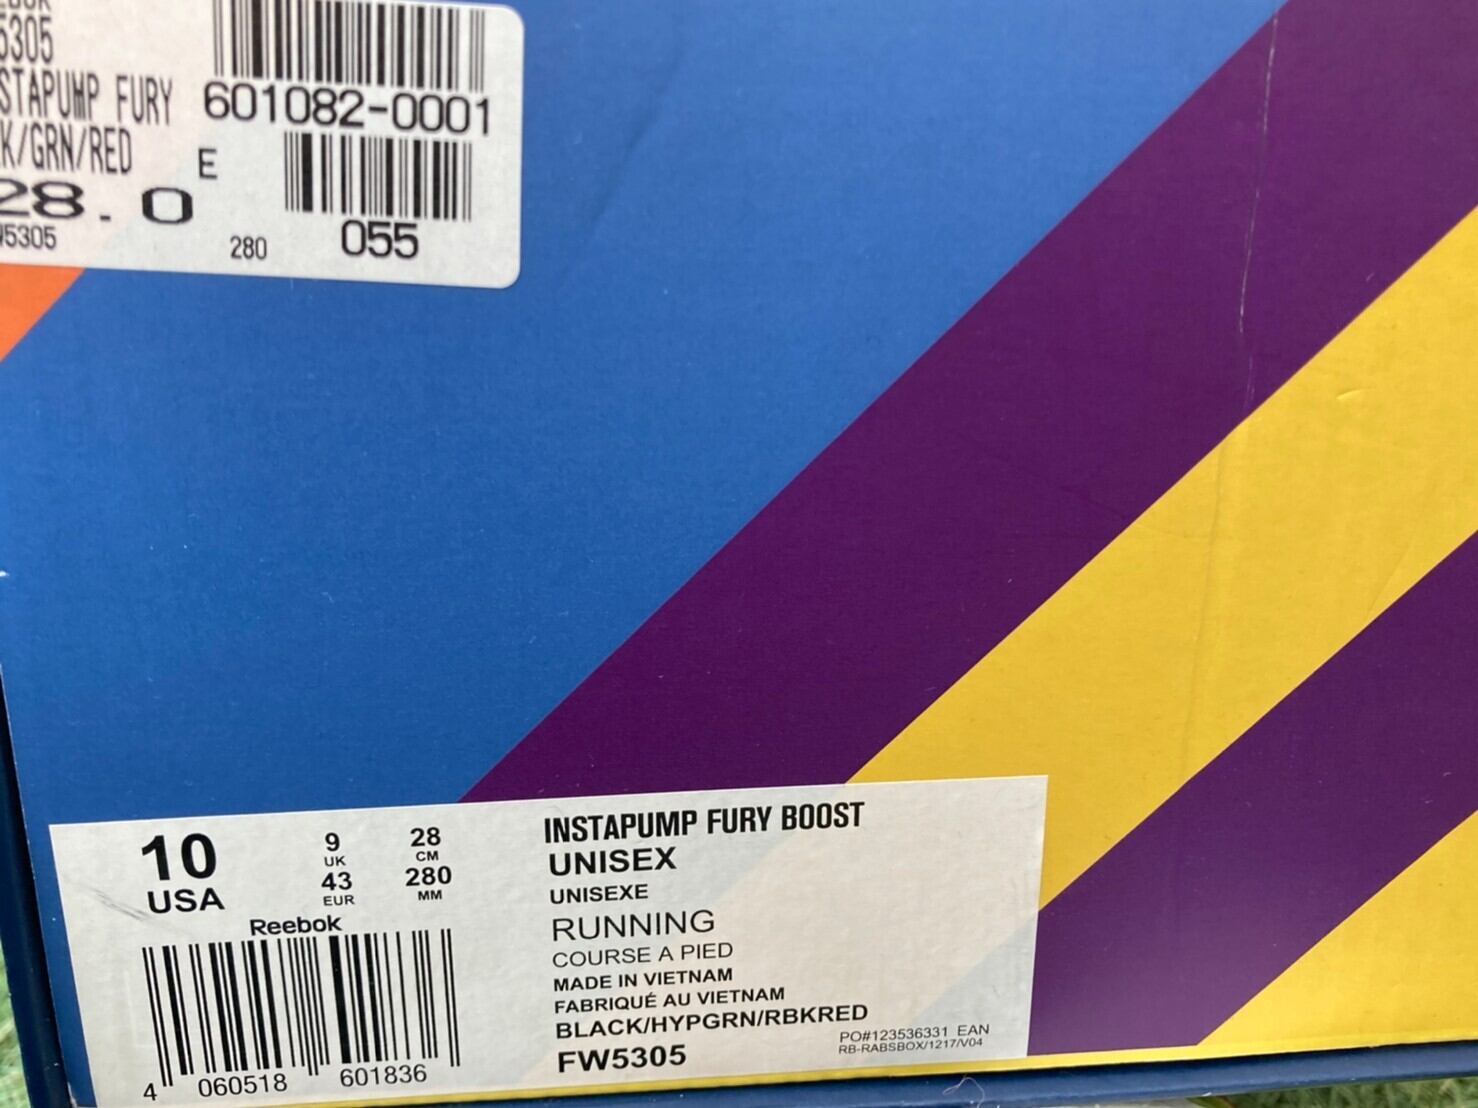 5305
STAPUMP FURY
601082-0001
K/GRN/RED
E
28.0
5305
280
055
10
USA
9
UK
43
EUR
28
CM
280
MM
Reebok
4 060518 601836
INSTAPUMP FURY BOOST
UNISEX
UNISEXE
RUNNING
COURSE A PIED
MADE IN VIETNAM
FABRIQUÉ AU VIETNAM
BLACK/HYPGRN/RBKRED
FW5305
PO#123536331 EAN
RB-RABSBOX/1217/V04